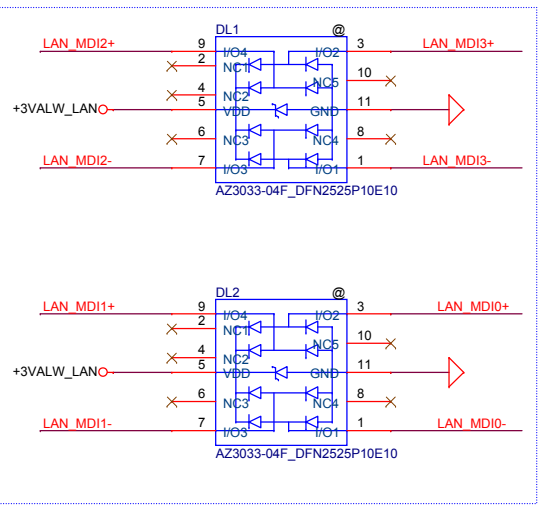 DL1 @
LAN_MDI2+ 9 I/O4 I/O2 3 LAN_MDI3+
2 NC1
NC5 10
4 NC2
+3VALW_LAN 5 VDD GND 11
6 NC3 NC4 8
LAN_MDI2- 7 I/O3 I/O1 1 LAN_MDI3-
AZ3033-04F_DFN2525P10E10
DL2 @
LAN_MDI1+ 9 I/O4 I/O2 3 LAN_MDI0+
2 NC1
NC5 10
4 NC2
+3VALW_LAN 5 VDD GND 11
6 NC3 NC4 8
LAN_MDI1- 7 I/O3 I/O1 1 LAN_MDI0-
AZ3033-04F_DFN2525P10E10